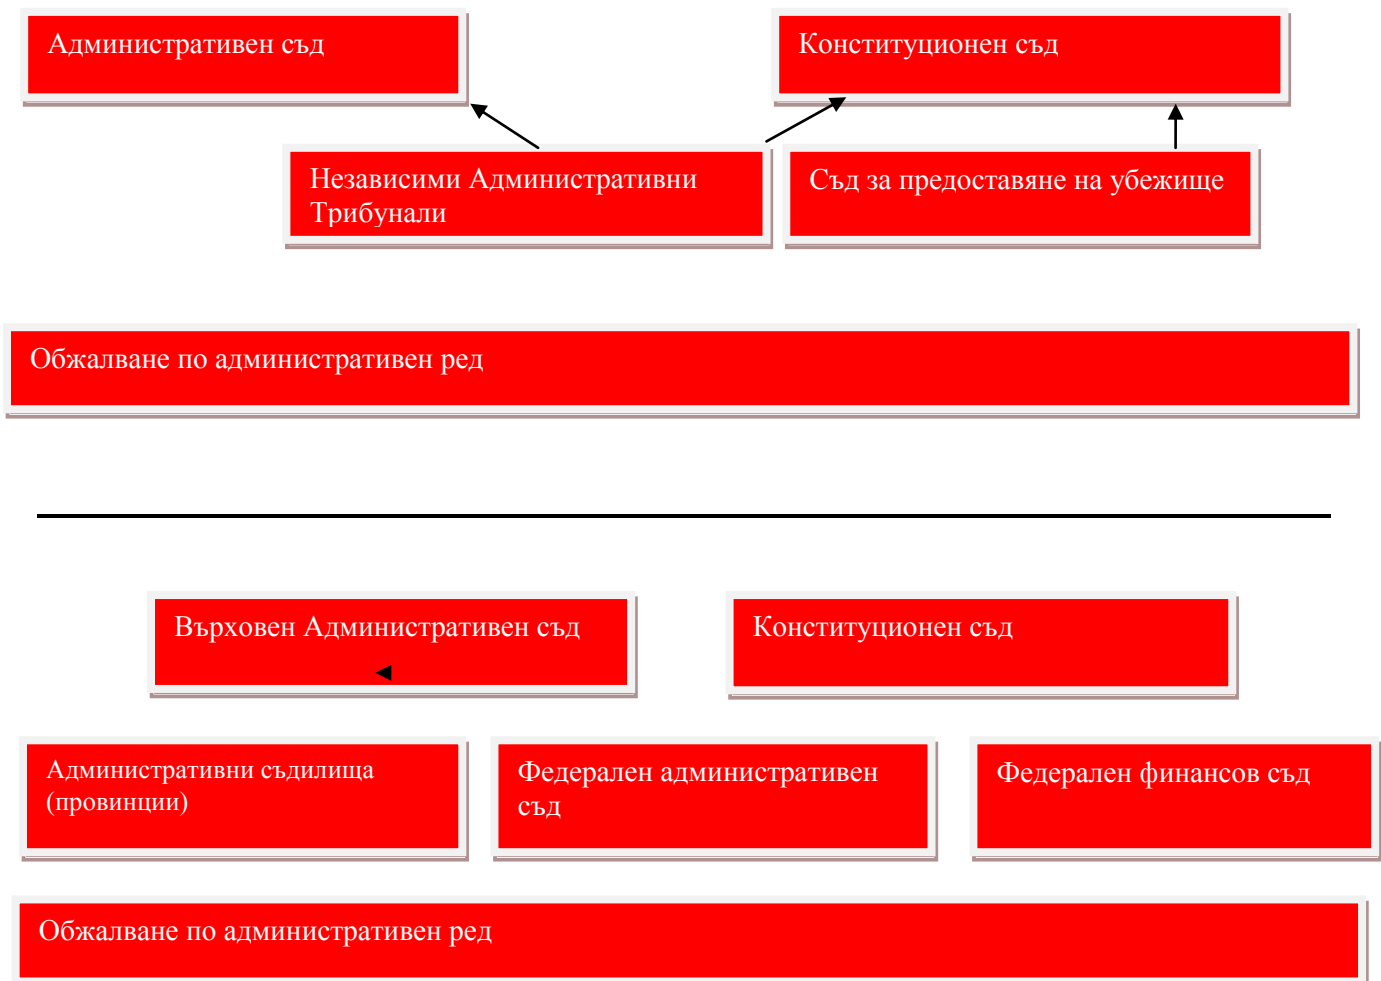 Административен съд
Конституционен съд
Независими Административни
Трибунали
Съд за предоставяне на убежище
Обжалване по административен ред
Върховен Административен съд
Конституционен съд
Административни съдилища
(провинции)
Федерален административен
съд
Федерален финансов съд
Обжалване по административен ред